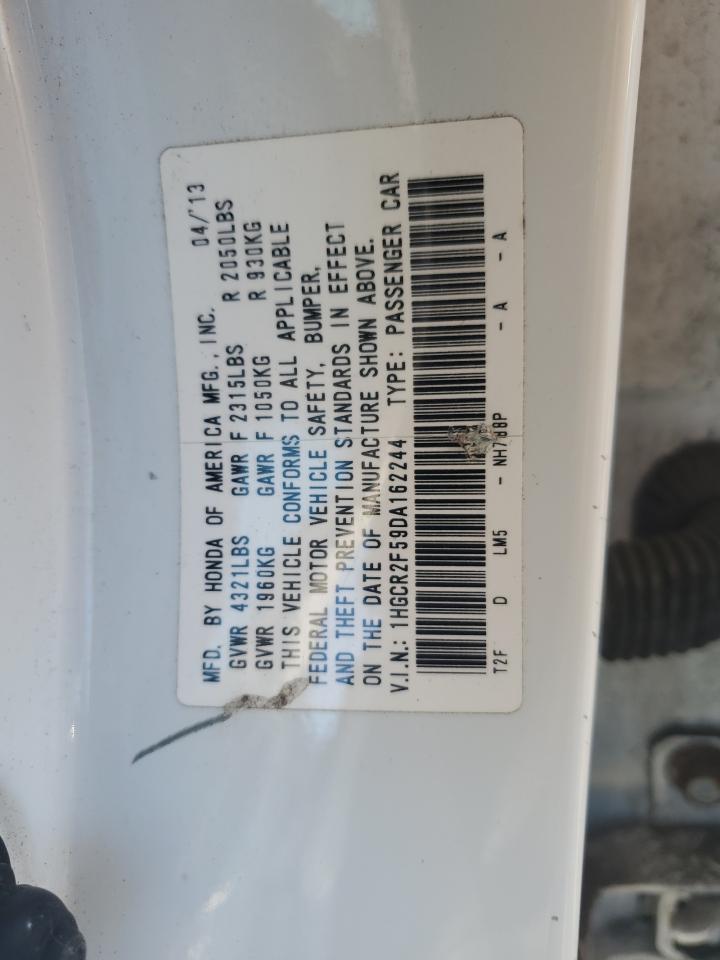 MFD. BY HONDA OF AMERICA MFG., INC. 04/'13
GVWR 4321LBS GAWR F 2315LBS R 2050LBS
GVWR 1960KG GAWR F 1050KG R 930KG
THIS VEHICLE CONFORMS TO ALL APPLICABLE
FEDERAL MOTOR VEHICLE SAFETY, BUMPER,
AND THEFT PREVENTION STANDARDS IN EFFECT
ON THE DATE OF MANUFACTURE SHOWN ABOVE.
V.I.N.: 1HGCR2F59DA162244 TYPE: PASSENGER CAR
T2F D LM5 - - A - A